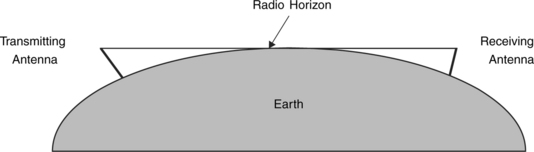 Radio Horizon
Transmitting
Antenna
Receiving
Antenna
Earth